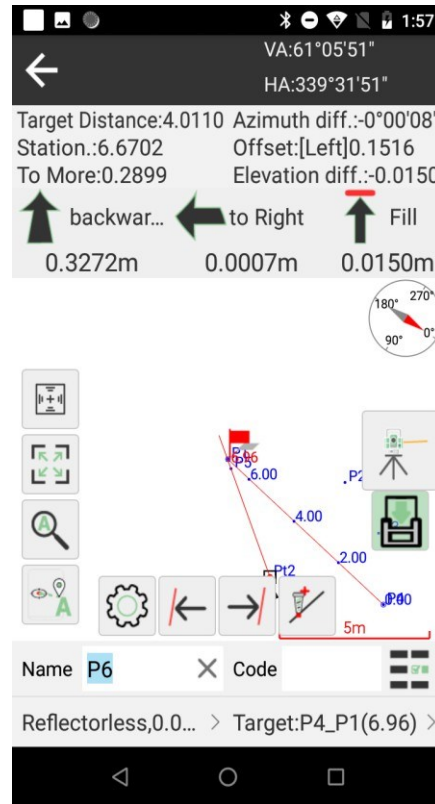 1:57
VA:61°05'51"
HA:339°31'51"
Target Distance:4.0110 Azimuth diff.:-0°00'08"
Station.:6.6702 Offset:[Left]0.1516
To More:0.2899 Elevation diff.:-0.0150
backwar... to Right Fill
0.3272m 0.0007m 0.0150m
180° 270°
90° 0°
P5
6.00
P2
4.00
2.00
Pt2
P4
5m
Name P6 Code
Reflectorless,0.0... > Target:P4_P1(6.96) >